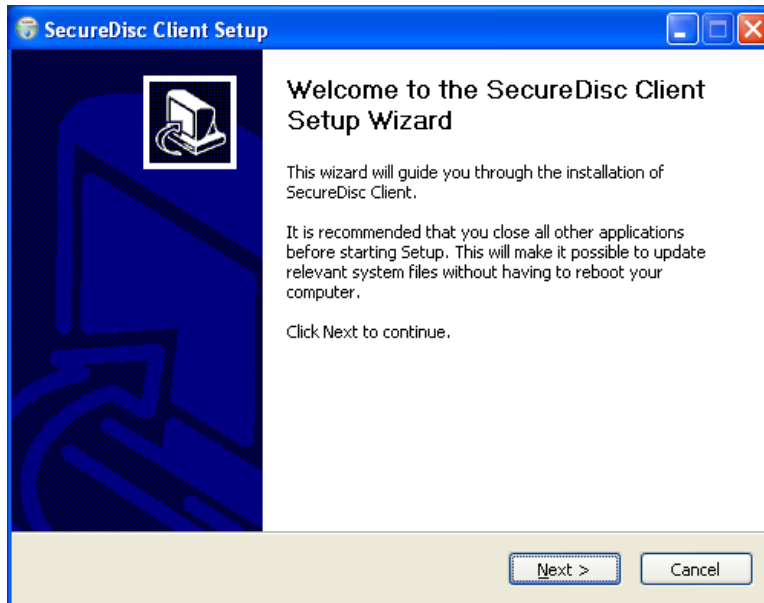 SecureDisc Client Setup
Welcome to the SecureDisc Client
Setup Wizard
This wizard will guide you through the installation of
SecureDisc Client.
It is recommended that you close all other applications
before starting Setup. This will make it possible to update
relevant system files without having to reboot your
computer.
Click Next to continue.
Next >
Cancel